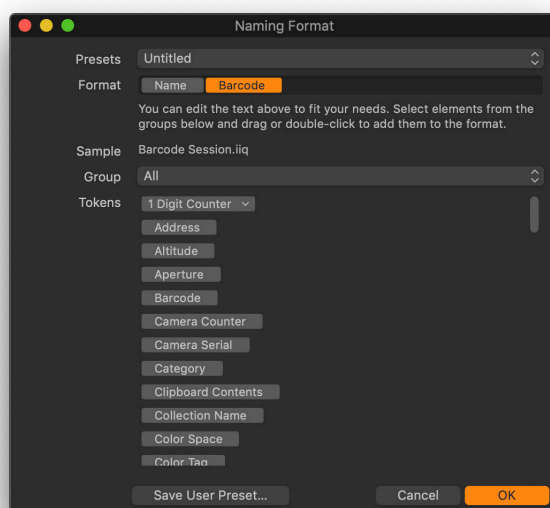 Naming Format
Presets Untitled
Format Name Barcode
You can edit the text above to fit your needs. Select elements from the
groups below and drag or double-click to add them to the format.
Sample Barcode Session.iiq
Group All
Tokens 1 Digit Counter
Address
Altitude
Aperture
Barcode
Camera Counter
Camera Serial
Category
Clipboard Contents
Collection Name
Color Space
Color Tag
Save User Preset... Cancel OK